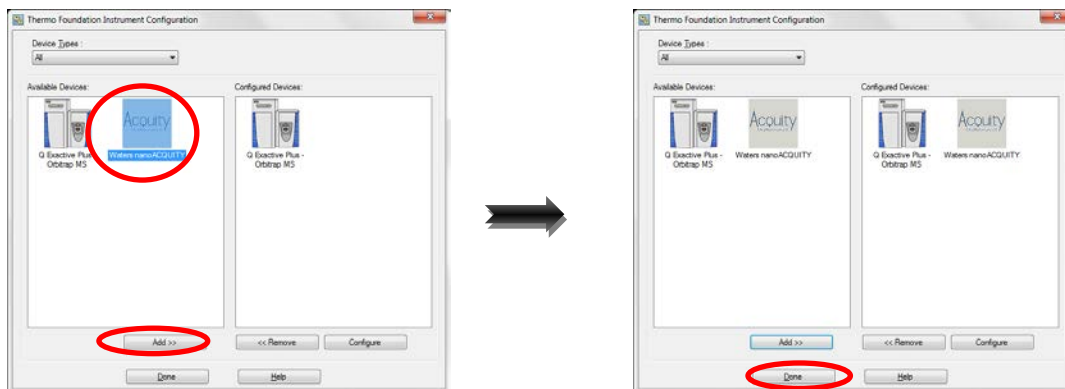 Thermo Foundation Instrument Configuration
Device Types :
All
Available Devices:
Configured Devices:
Acquity
Q Exactive Plus -
Orbitrap MS
Waters nanoACQUITY
Q Exactive Plus -
Orbitrap MS
Add >>
<< Remove
Configure
Done
Help
Thermo Foundation Instrument Configuration
Device Types :
All
Available Devices:
Configured Devices:
Acquity
Acquity
Q Exactive Plus -
Orbitrap MS
Waters nanoACQUITY
Q Exactive Plus -
Orbitrap MS
Waters nanoACQUITY
Add >>
<< Remove
Configure
Done
Help